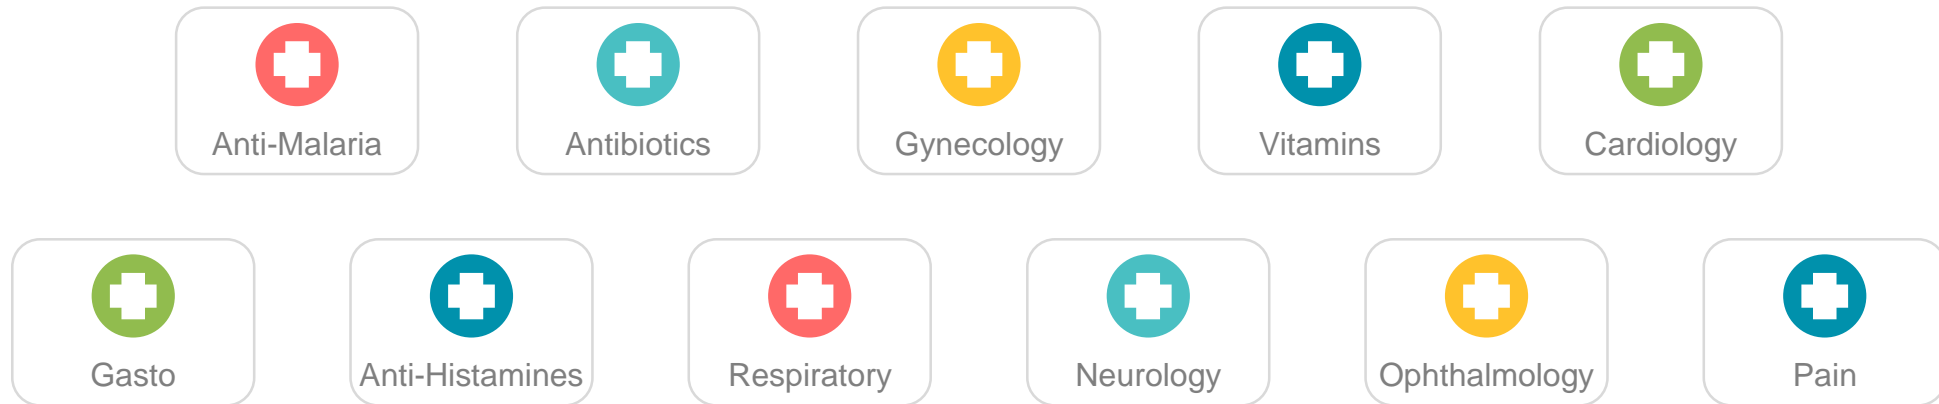 Anti-Malaria
Antibiotics
Gynecology
Vitamins
Cardiology
Gasto
Anti-Histamines
Respiratory
Neurology
Ophthalmology
Pain